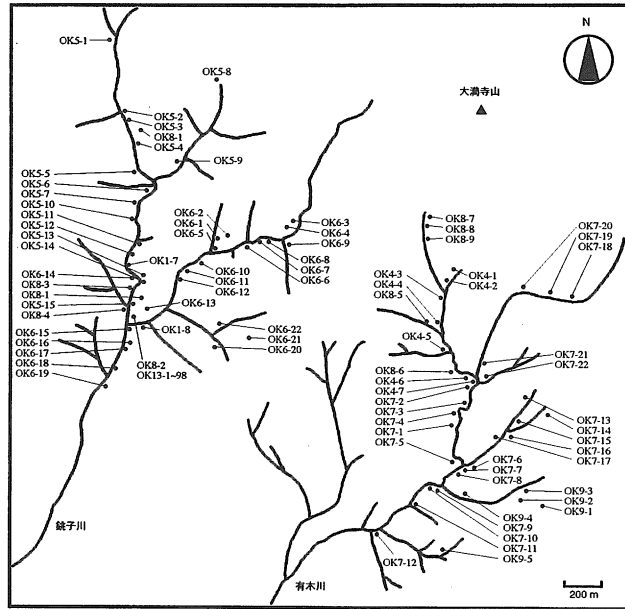 N
OK5-1
OK5-8
大満寺山
OK5-2
OK5-3
OK8-1
OK5-4
OK5-9
OK5-5
OK5-6
OK5-7
OK5-10
OK5-11
OK5-12
OK5-13
OK5-14
OK1-7
OK6-2
OK6-1
OK6-5
OK6-3
OK6-4
OK6-9
OK6-8
OK6-7
OK6-6
OK6-10
OK6-11
OK6-12
OK6-13
OK6-14
OK8-3
OK8-1
OK5-15
OK8-4
OK6-15
OK6-16
OK6-17
OK6-18
OK6-19
OK1-8
OK8-2
OK13-1~98
OK6-22
OK6-21
OK6-20
OK8-7
OK8-8
OK8-9
OK4-3
OK4-4
OK8-5
OK4-1
OK4-2
OK4-5
OK7-20
OK7-19
OK7-18
OK7-21
OK7-22
OK8-6
OK4-6
OK4-7
OK7-2
OK7-3
OK7-4
OK7-1
OK7-5
OK7-13
OK7-14
OK7-15
OK7-16
OK7-17
OK7-6
OK7-7
OK7-8
OK9-3
OK9-2
OK9-1
OK9-4
OK7-9
OK7-10
OK7-11
OK9-5
OK7-12
銚子川
有木川
200 m